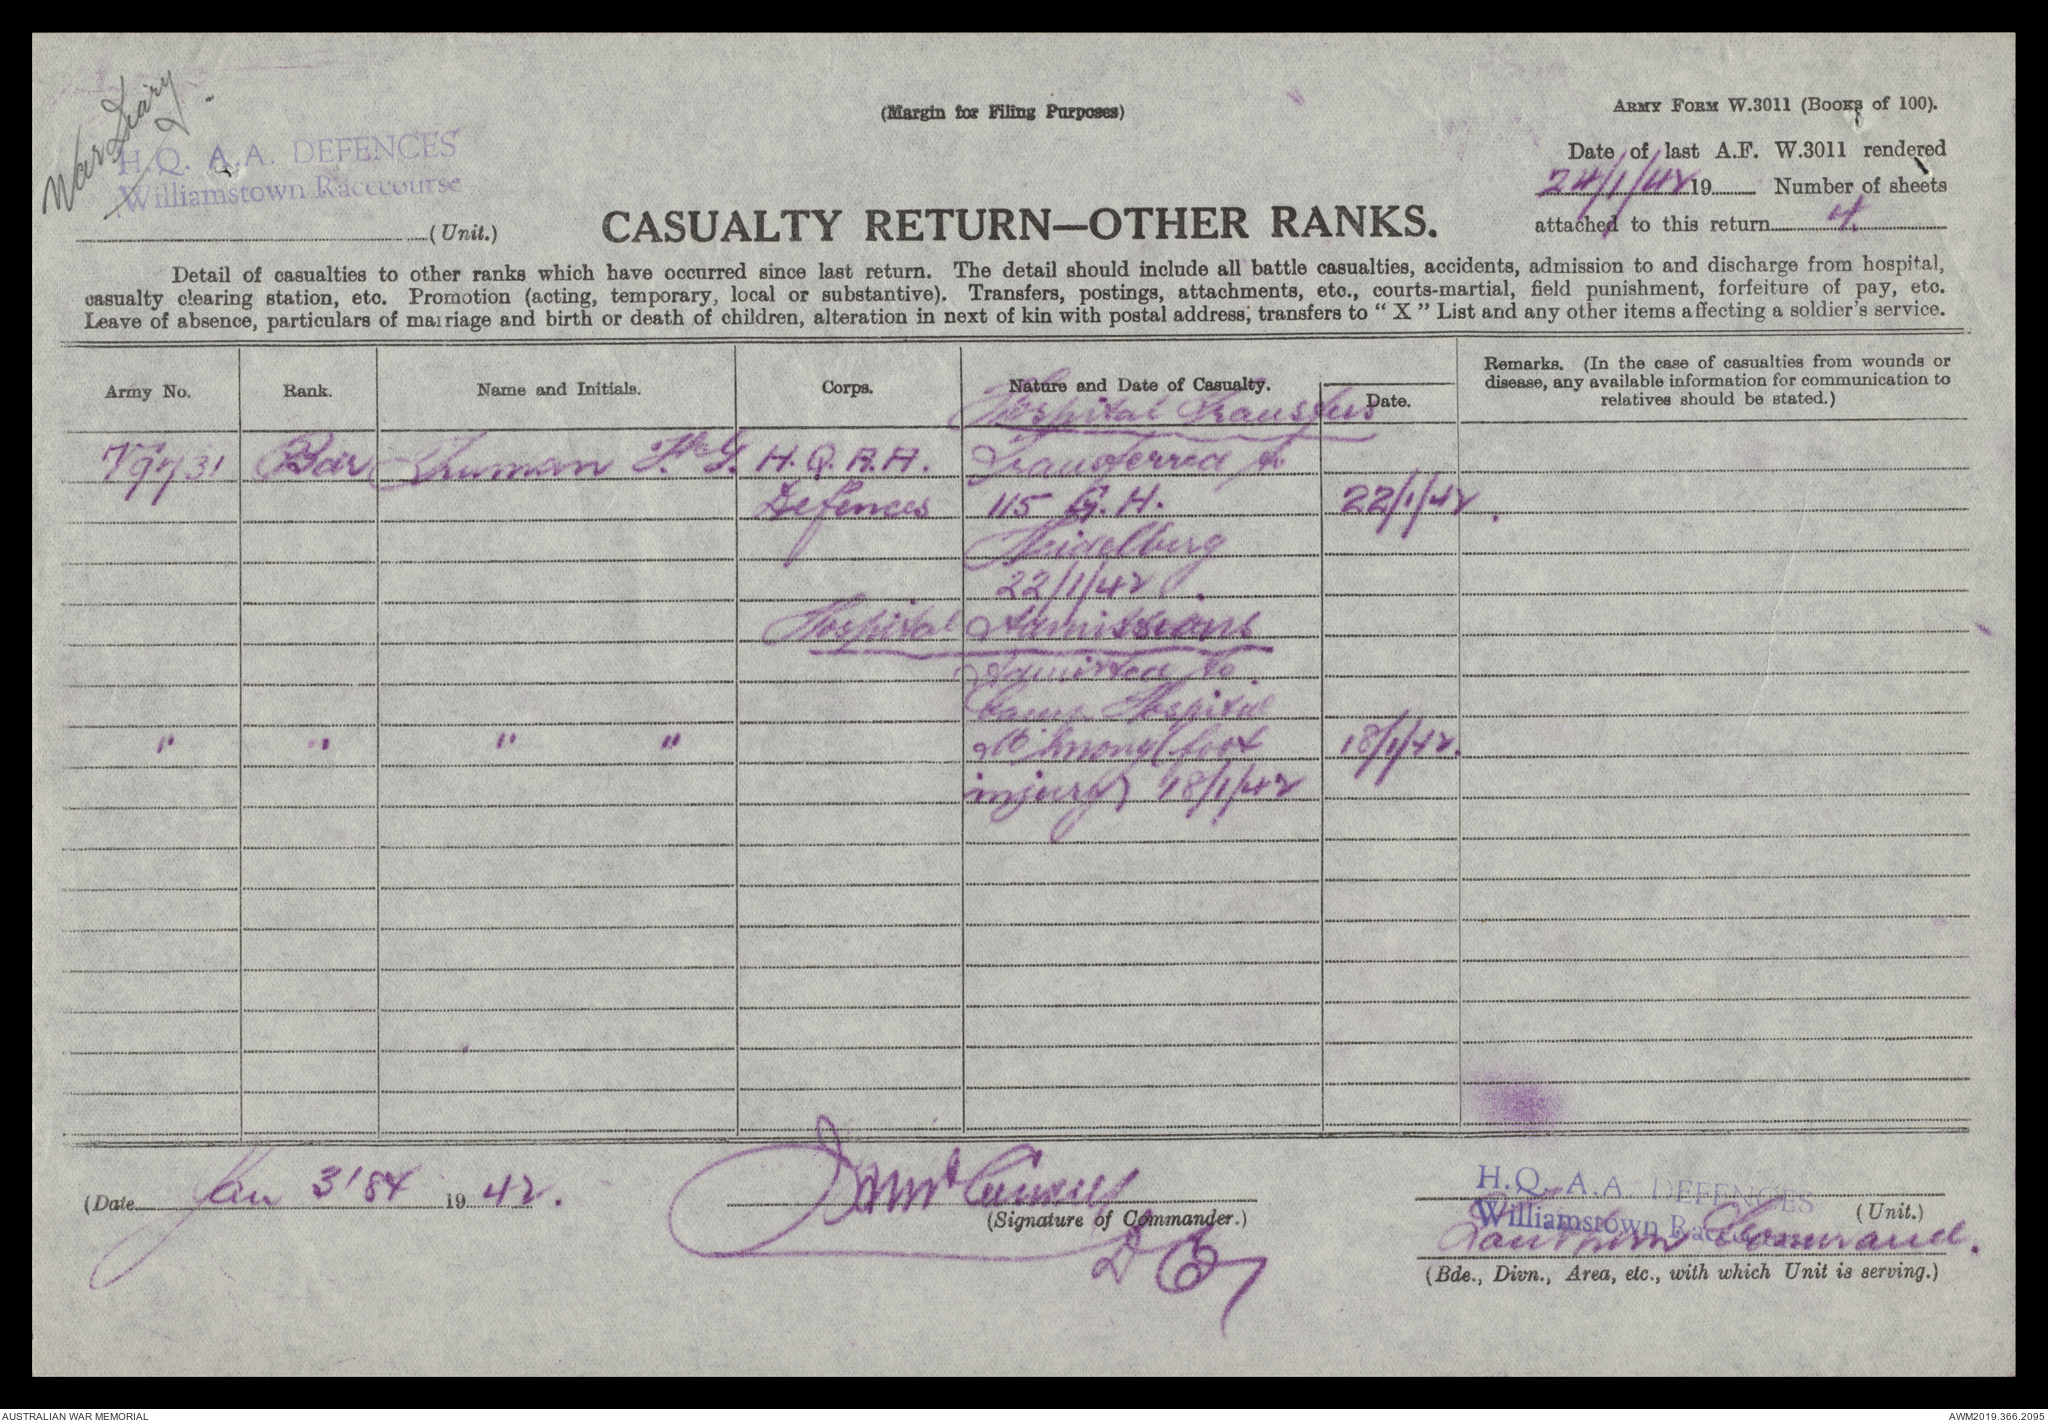 War Diary.
H.Q. A.A. DEFENCES
Williamstown Racecourse
(Unit.)
(Margin for Filing Purposes)
ARMY FORM W.3011 (Books of 100).
Date of last A.F. W.3011 rendered
24/1/42 19 Number of sheets
attached to this return 4.
CASUALTY RETURN—OTHER RANKS.
Detail of casualties to other ranks which have occurred since last return. The detail should include all battle casualties, accidents, admission to and discharge from hospital,
casualty clearing station, etc. Promotion (acting, temporary, local or substantive). Transfers, postings, attachments, etc., courts-martial, field punishment, forfeiture of pay, etc.
Leave of absence, particulars of marriage and birth or death of children, alteration in next of kin with postal address, transfers to "X" List and any other items affecting a soldier's service.
Army No. Rank. Name and Initials. Corps. Nature and Date of Casualty. Date. Remarks. (In the case of casualties from wounds or
disease, any available information for communication to
relatives should be stated.)
Hospital Transfers
V9731 Bdr H. Q. A.A. Transferred to
Defences 115 G. H. 22/1/42.
Heidelberg
22/1/42.
Hospital Admissions
Admitted to
Camp Hospital
" " " " (foot 18/1/42.
injury) 18/1/42
(Date Jan 31st 1942.
(Signature of Commander.)
H.Q. A.A. DEFENCES
(Unit.)
Williamstown Racecourse
Southern Command.
(Bde., Divn., Area, etc., with which Unit is serving.)
AUSTRALIAN WAR MEMORIAL
AWM2019.366.2095